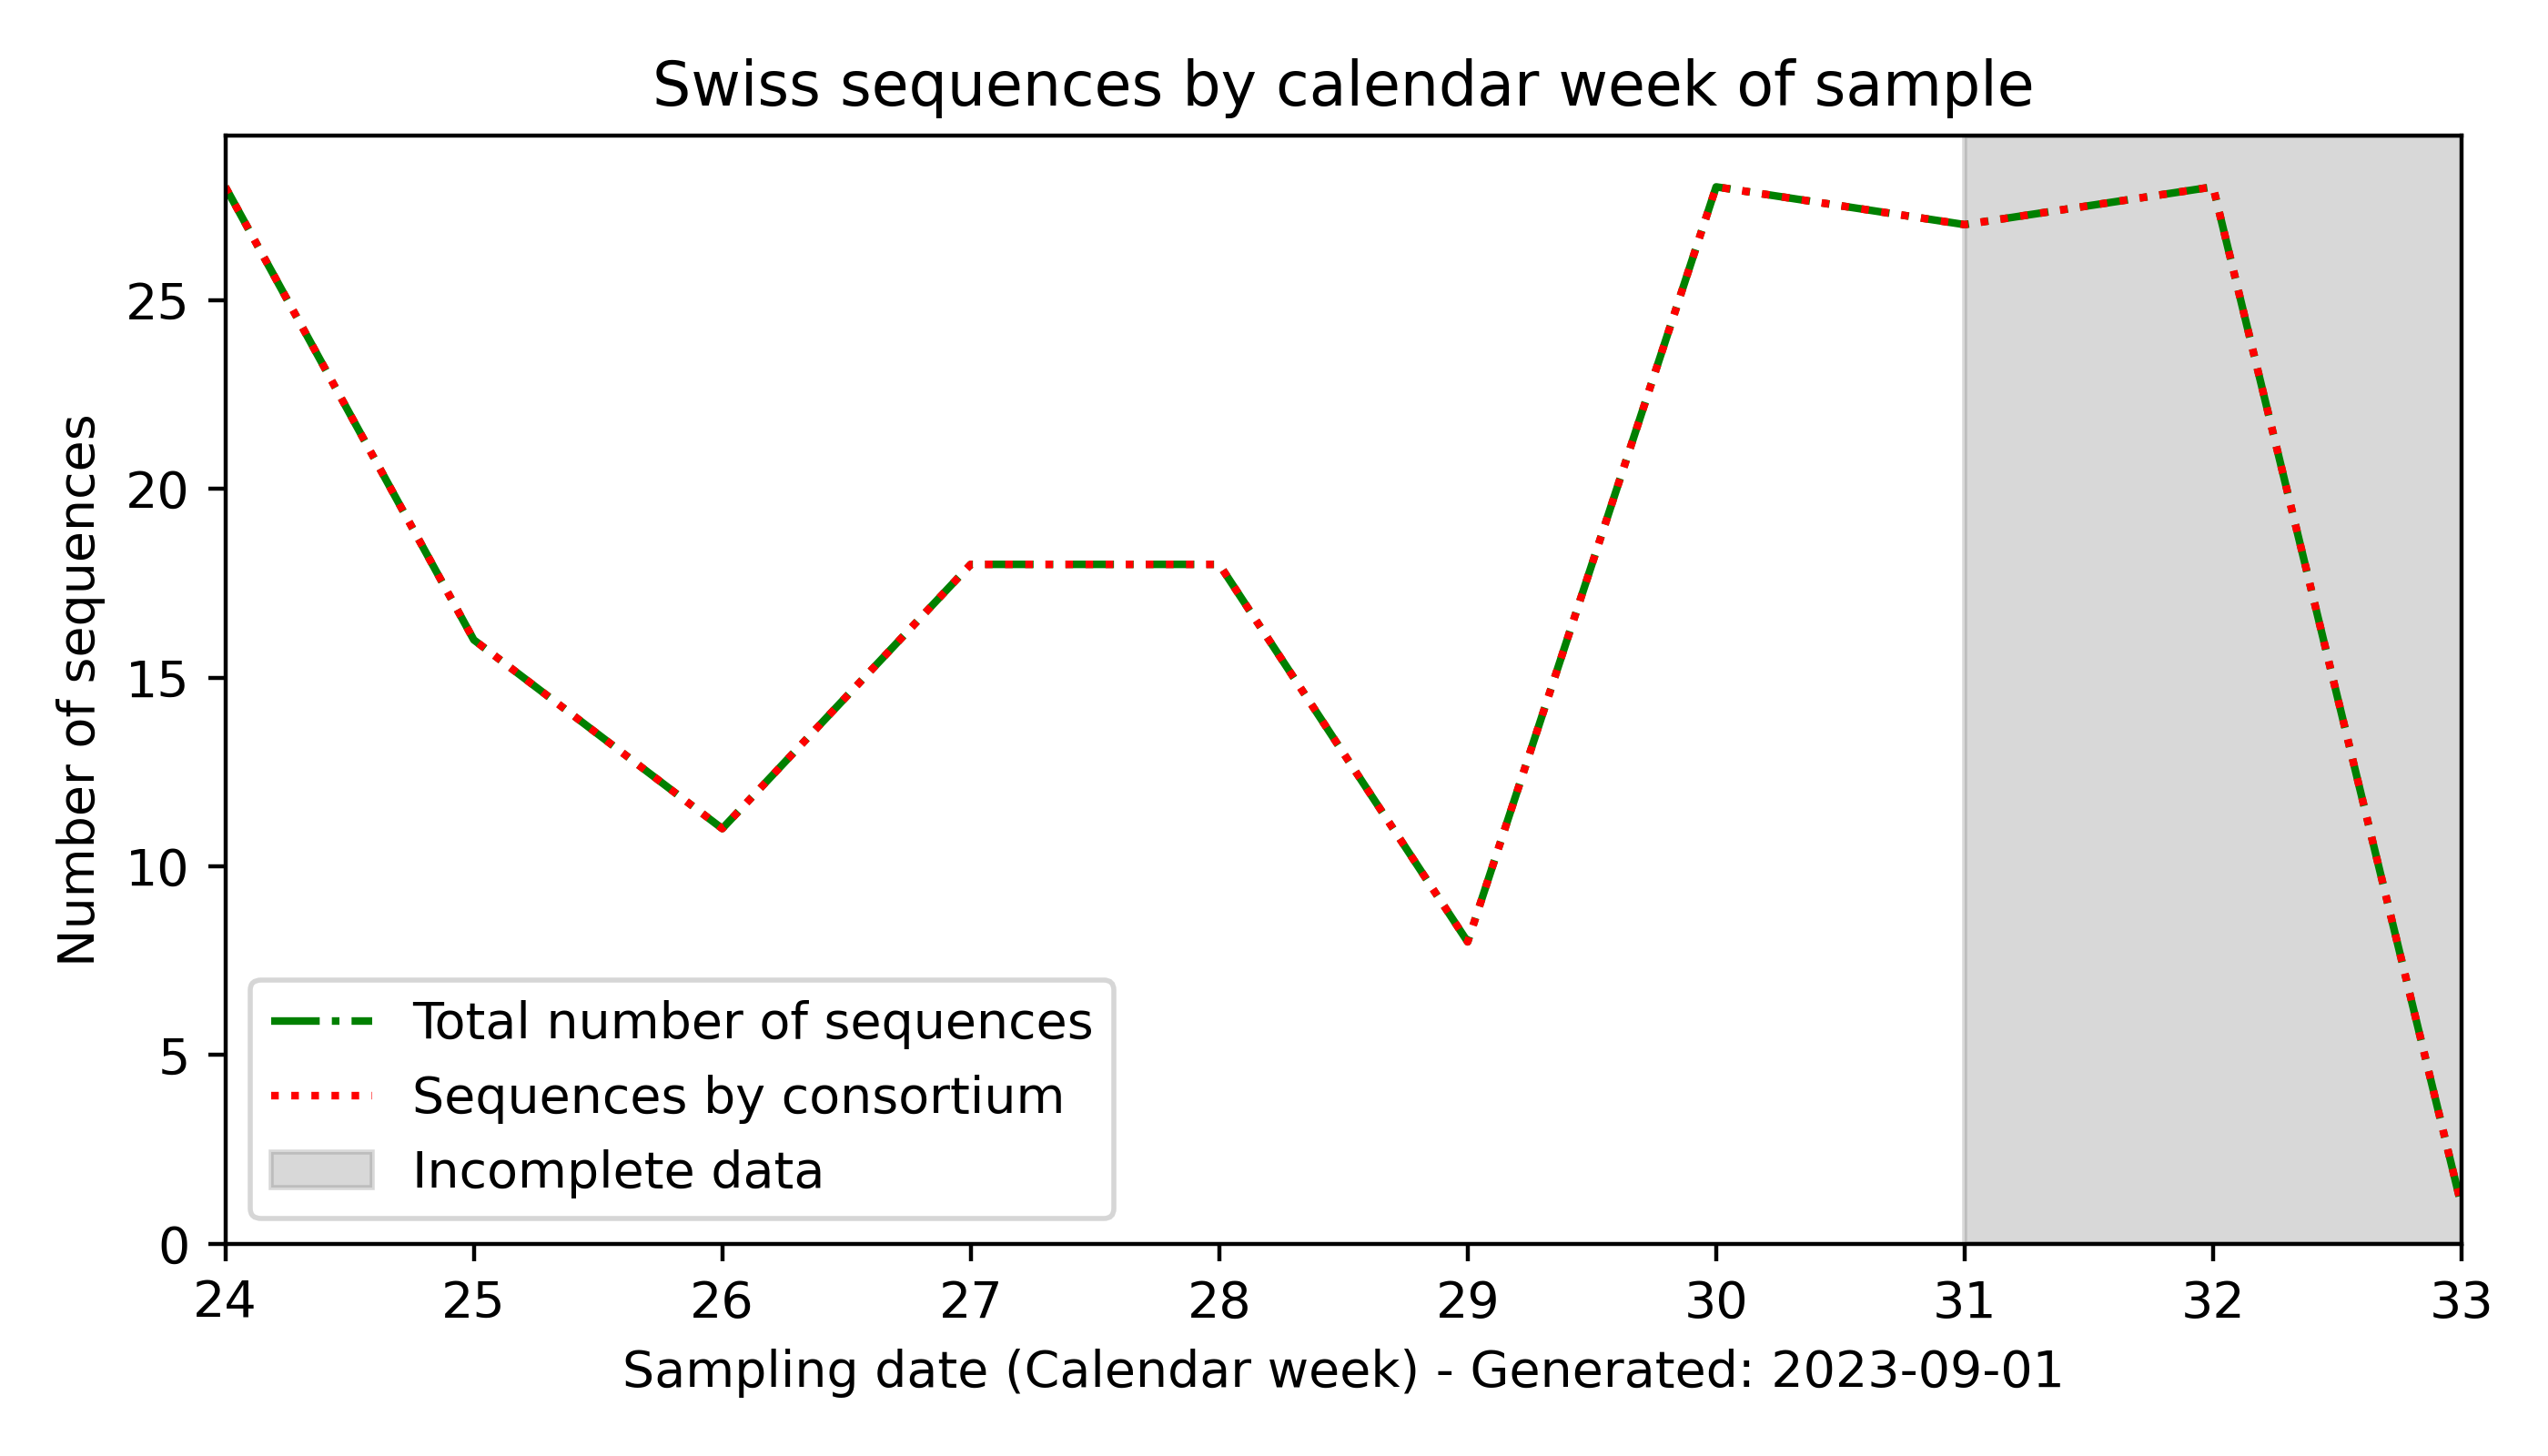 Swiss sequences by calendar week of sample
Number of sequences
25
20
15
10
5
0
Total number of sequences
Sequences by consortium
Incomplete data
24 25 26 27 28 29 30 31 32 33
Sampling date (Calendar week) - Generated: 2023-09-01